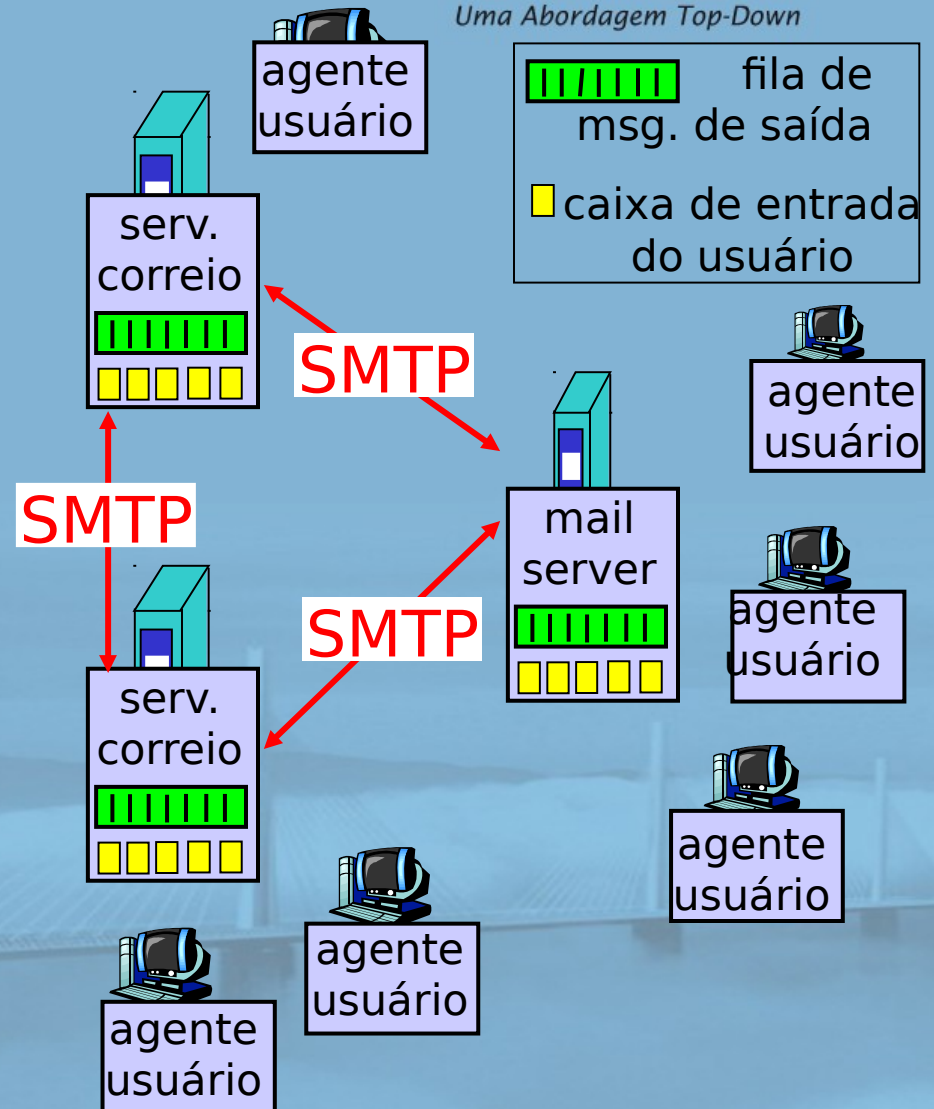 Uma Abordagem Top-Down
agente
usuário
fila de
msg. de saída
caixa de entrada
do usuário
serv.
correio
SMTP
agente
usuário
SMTP
mail
server
SMTP
agente
usuário
serv.
correio
agente
usuário
agente
usuário
agente
usuário